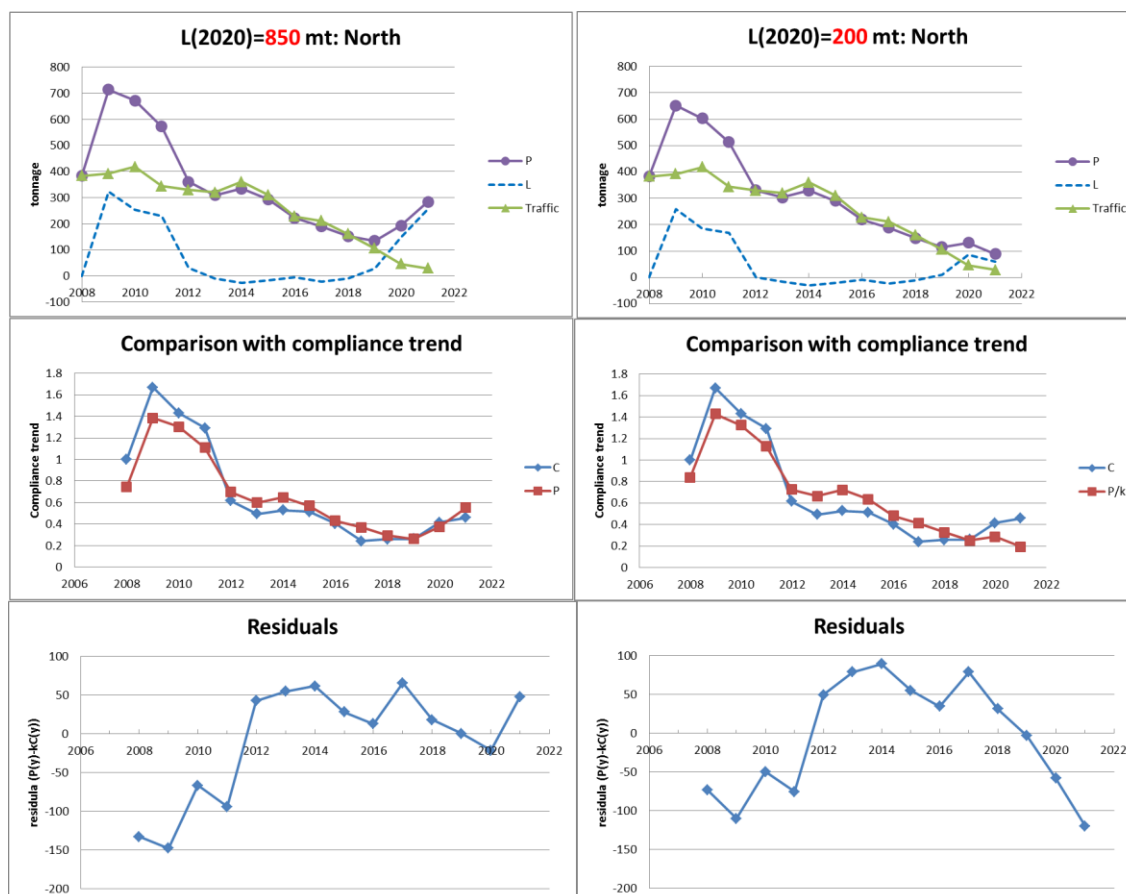 L(2020)=850 mt: North
800
700
600
500
400
300
200
100
0
-100
tonnage
2008 2010 2012 2014 2016 2018 2020 2022
P
L
Traffic
L(2020)=200 mt: North
800
700
600
500
400
300
200
100
0
-100
tonnage
2008 2010 2012 2014 2016 2018 2020 2022
P
L
Traffic
Comparison with compliance trend
1.8
1.6
1.4
1.2
1
0.8
0.6
0.4
0.2
0
Compliance trend
2006 2008 2010 2012 2014 2016 2018 2020 2022
C
P
Comparison with compliance trend
1.8
1.6
1.4
1.2
1
0.8
0.6
0.4
0.2
0
Compliance trend
2006 2008 2010 2012 2014 2016 2018 2020 2022
C
P/k
Residuals
100
50
0
-50
-100
-150
-200
residula (P(y)-kC(y))
2006 2008 2010 2012 2014 2016 2018 2020 2022
Residuals
100
50
0
-50
-100
-150
-200
residula (P(y)-kC(y))
2006 2008 2010 2012 2014 2016 2018 2020 2022